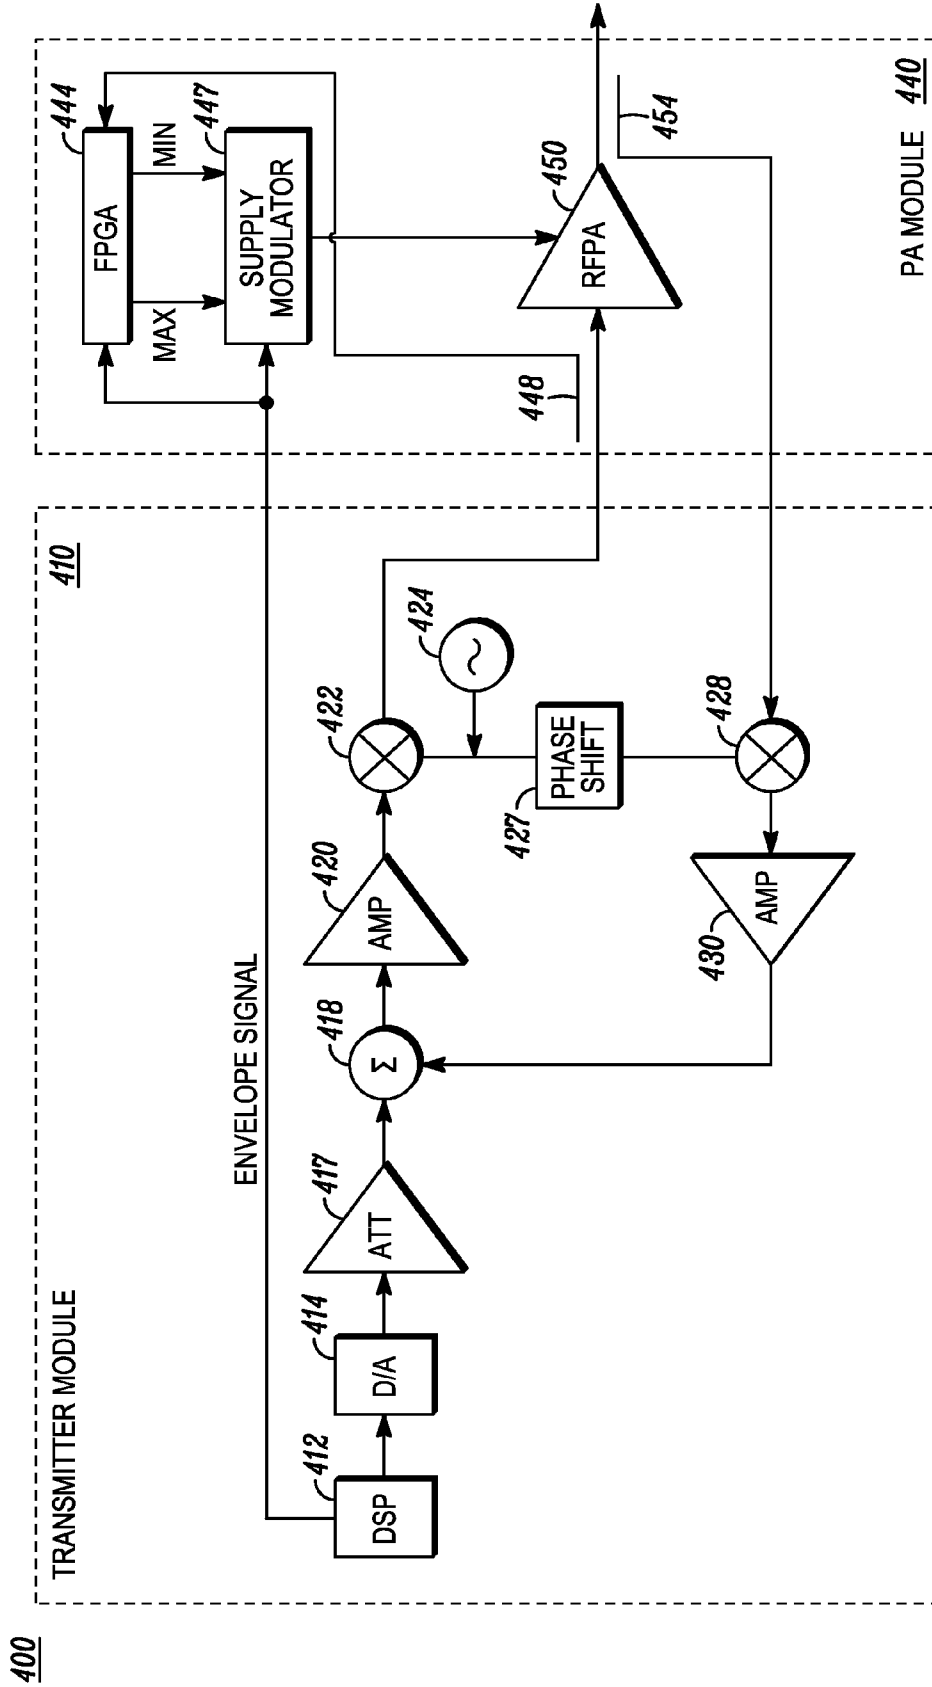 400
TRANSMITTER MODULE
410
DSP
412
D/A
414
ATT
417
Σ
418
AMP
420
422
424
PHASE
SHIFT
427
428
AMP
430
ENVELOPE SIGNAL
FPGA
444
MAX
MIN
SUPPLY
MODULATOR
447
448
RFPA
450
454
PA MODULE
440